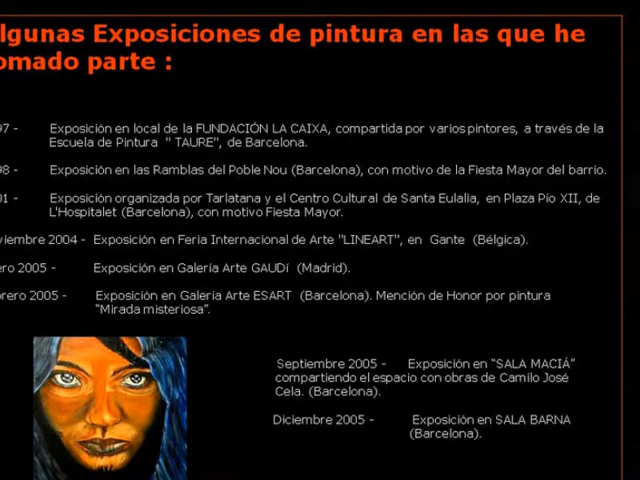 lgunas Exposiciones de pintura en las que he
omado parte :
97 - Exposición en local de la FUNDACIÓN LA CAIXA, compartida por varios pintores, a través de la
Escuela de Pintura " TAURE", de Barcelona.
98 - Exposición en las Ramblas del Poble Nou (Barcelona), con motivo de la Fiesta Mayor del barrio.
01 - Exposición organizada por Tarlatana y el Centro Cultural de Santa Eulalia, en Plaza Pio XII, de
L'Hospitalet (Barcelona), con motivo Fiesta Mayor.
viembre 2004 - Exposición en Feria Internacional de Arte "LINEART", en Gante (Bélgica).
ero 2005 - Exposición en Galería Arte GAUDí (Madrid).
brero 2005 - Exposición en Galería Arte ESART (Barcelona). Mención de Honor por pintura
"Mirada misteriosa".
Septiembre 2005 - Exposición en "SALA MACIÁ"
compartiendo el espacio con obras de Camilo José
Cela. (Barcelona).
Diciembre 2005 - Exposición en SALA BARNA
(Barcelona).